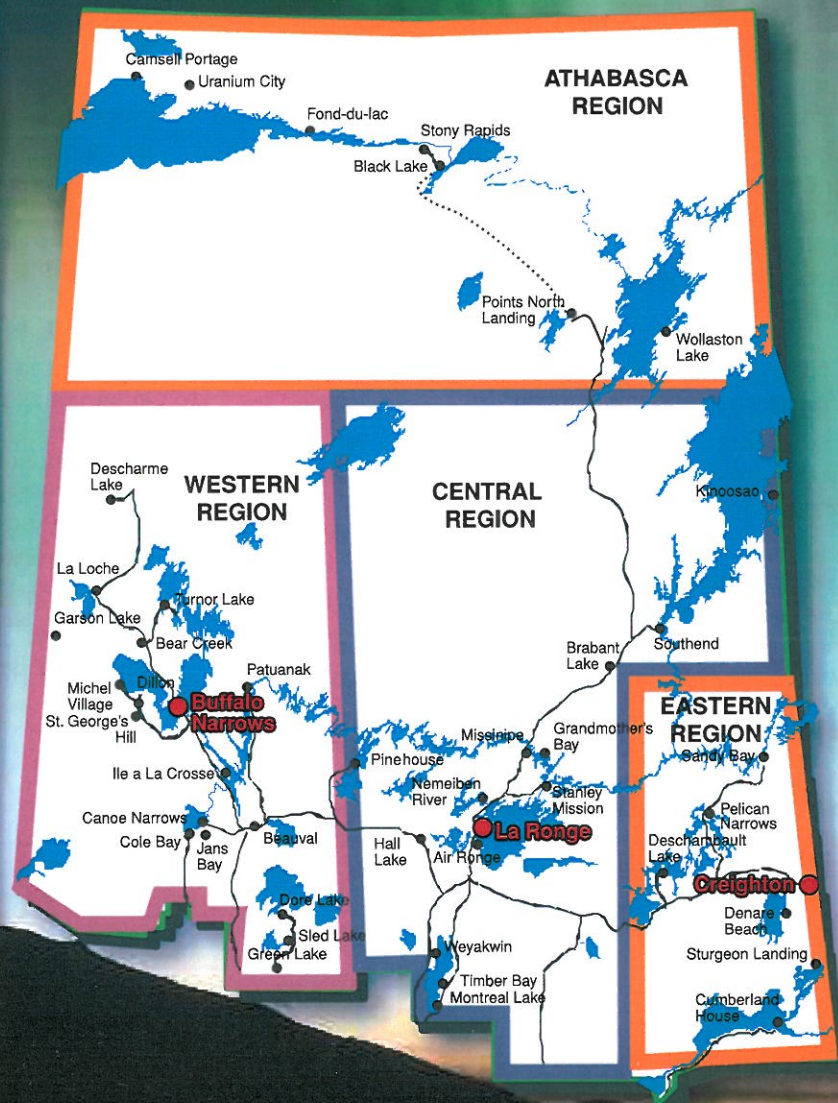 Camsell Portage
Uranium City
ATHABASCA
REGION
Fond-du-lac
Stony Rapids
Black Lake
Points North
Landing
Wollaston
Lake
Descharme
Lake
WESTERN
REGION
CENTRAL
REGION
Kinoosao
La Loche
Turnor Lake
Garson Lake
Bear Creek
Southend
Brabant
Lake
Patuanak
Michel
Village
Dillon
Buffalo
Narrows
St. George's
Hill
EASTERN
REGION
Missinipe
Grandmother's
Bay
Sandy Bay
Pinehouse
Ile a La Crosse
Nemeiben
River
Stanley
Mission
Canoe Narrows
Cole Bay
Jans
Bay
Beauval
Hall
Lake
La Ronge
Air Ronge
Pelican
Narrows
Deschambault
Lake
Creighton
Denare
Beach
Dore Lake
Sled Lake
Green Lake
Weyakwin
Sturgeon Landing
Timber Bay
Montreal Lake
Cumberland
House